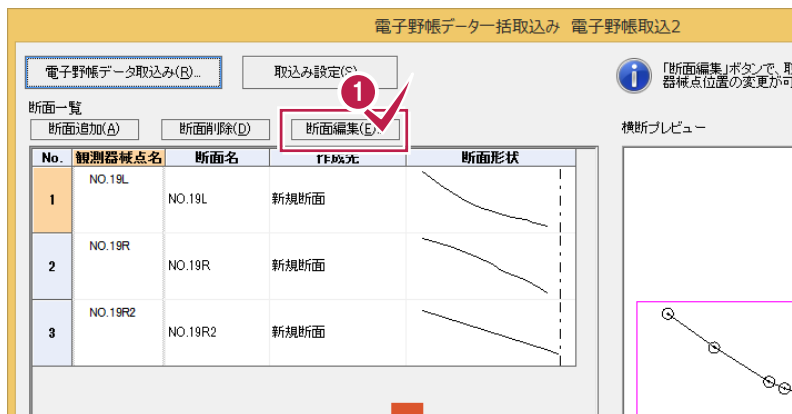 電子野帳データ一括取込み 電子野帳取込2
電子野帳データ取込み(R)... 取込み設定(S)...
「断面編集」ボタンで、取
器械点位置の変更が可
1
断面一覧
断面追加(A) 断面削除(D) 断面編集(E)
横断プレビュー
No. 観測器械点名 断面名 作成先 断面形状
1 NO.19L NO.19L 新規断面
2 NO.19R NO.19R 新規断面
3 NO.19R2 NO.19R2 新規断面